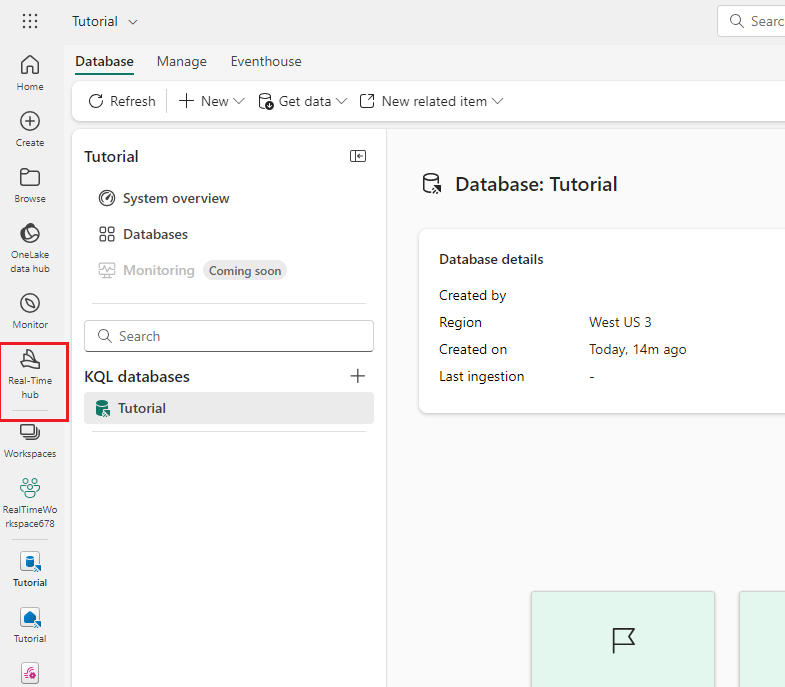 Tutorial
Searc
Home
Create
Browse
OneLake
data hub
Monitor
Real-Time
hub
Workspaces
RealTimeWo
rkspace678
Tutorial
Tutorial
Database Manage Eventhouse
Refresh New Get data New related item
Tutorial
System overview
Databases
Monitoring Coming soon
Search
KQL databases
Tutorial
Database: Tutorial
Database details
Created by
Region West US 3
Created on Today, 14m ago
Last ingestion -